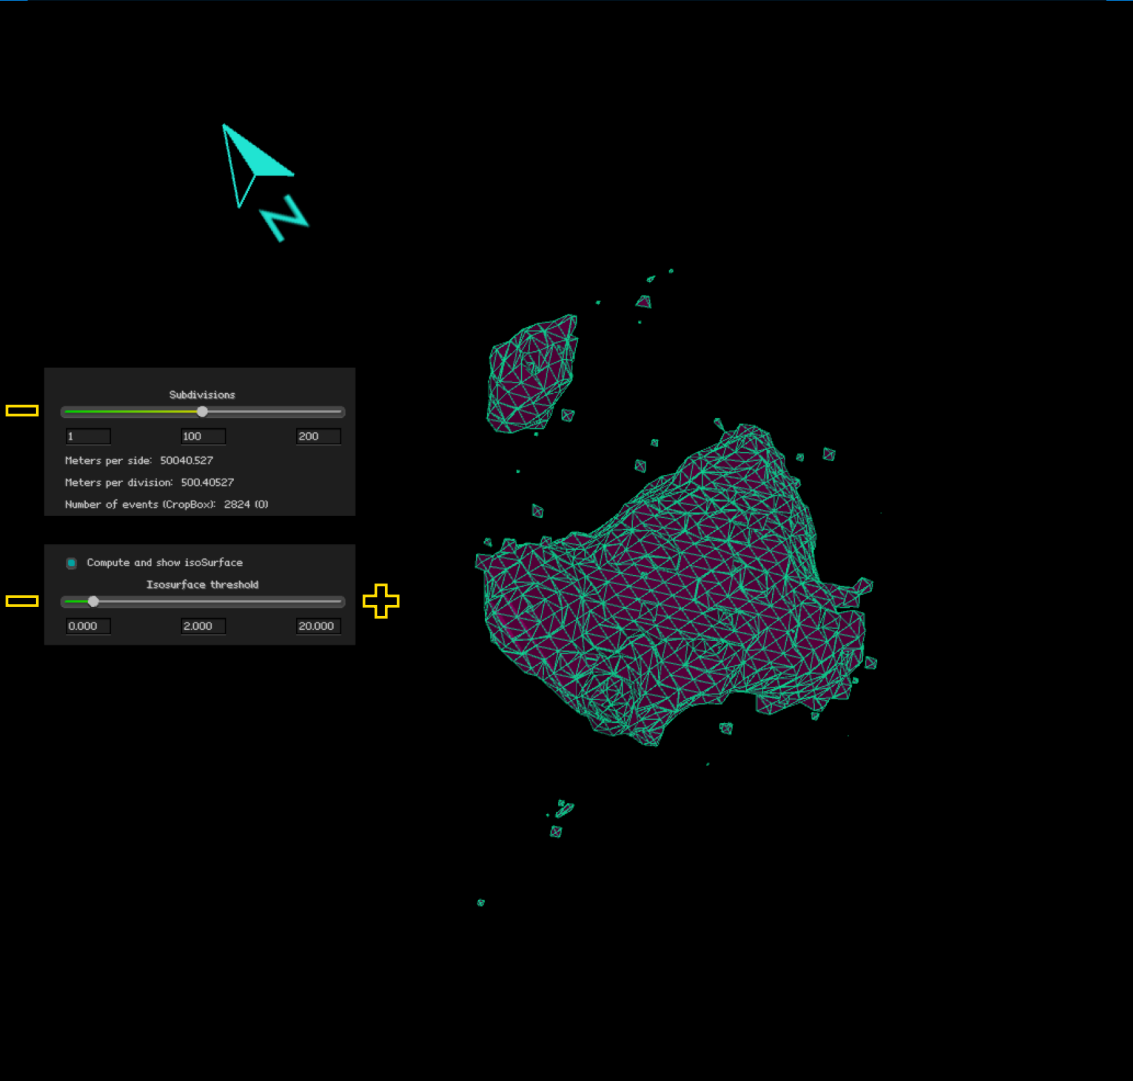 N
Subdivisions
1 100 200
Meters per side: 50040.527
Meters per division: 500.40527
Number of events (CropBox): 2824 (0)
Compute and show isoSurface
Isosurface threshold
0.000 2.000 20.000